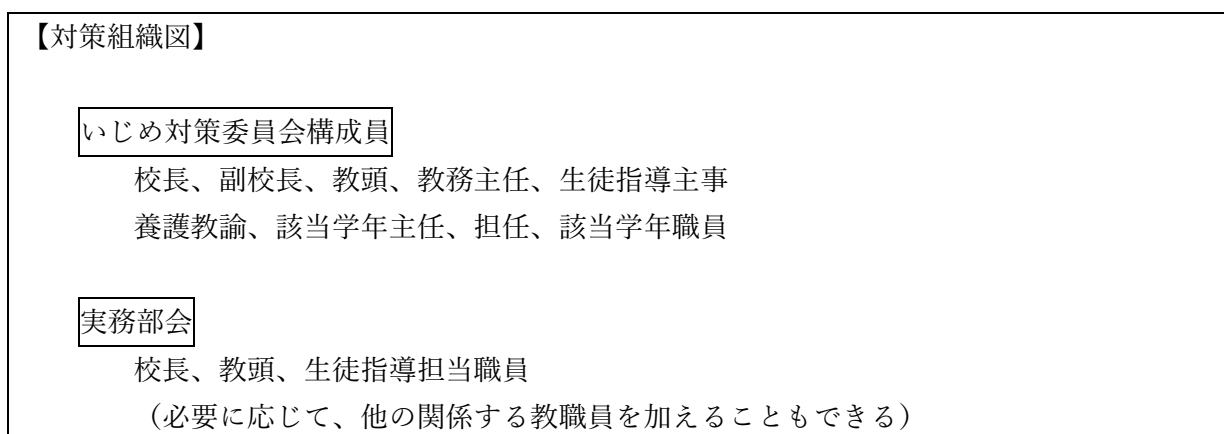 【対策組織図】
いじめ対策委員会構成員
校長、副校長、教頭、教務主任、生徒指導主事
養護教諭、該当学年主任、担任、該当学年職員
実務部会
校長、教頭、生徒指導担当職員
（必要に応じて、他の関係する教職員を加えることもできる）